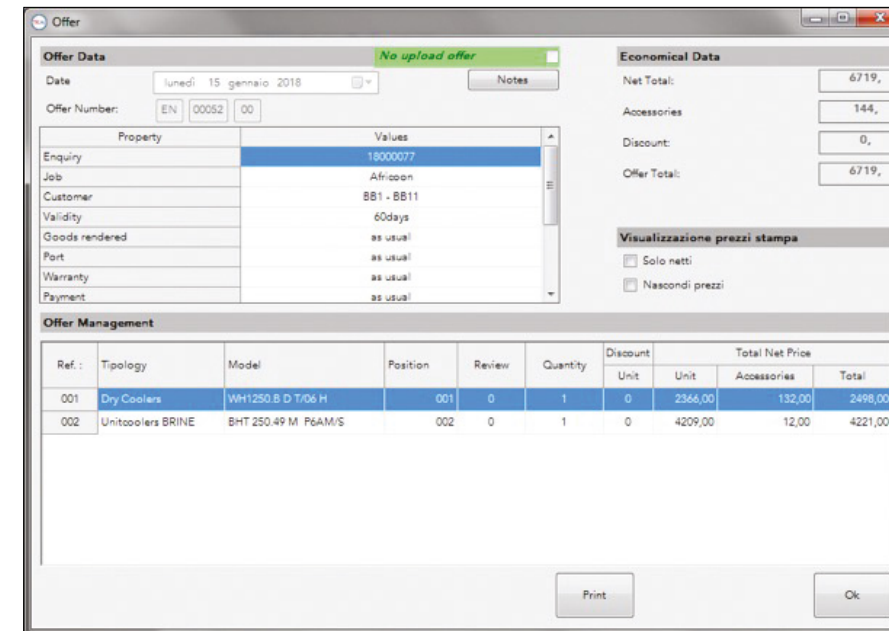 Offer
Offer Data
No upload offer
Date lunedì 15 gennaio 2018 Notes
Offer Number: EN 00052 00
Property Values
Enquiry 18000077
Job Africoon
Customer BB1 - BB11
Validity 60days
Goods rendered as usual
Port as usual
Warranty as usual
Payment as usual
Economical Data
Net Total: 6719,
Accessories 144,
Discount: 0,
Offer Total: 6719,
Visualizzazione prezzi stampa
Solo netti
Nascondi prezzi
Offer Management
Ref. : Tipology Model Position Review Quantity Discount Total Net Price
Unit Unit Accessories Total
001 Dry Coolers WH1250.B D T/06 H 001 0 1 0 2366,00 132,00 2498,00
002 Unitcoolers BRINE BHT 250.49 M P6AM/S 002 0 1 0 4209,00 12,00 4221,00
Print Ok